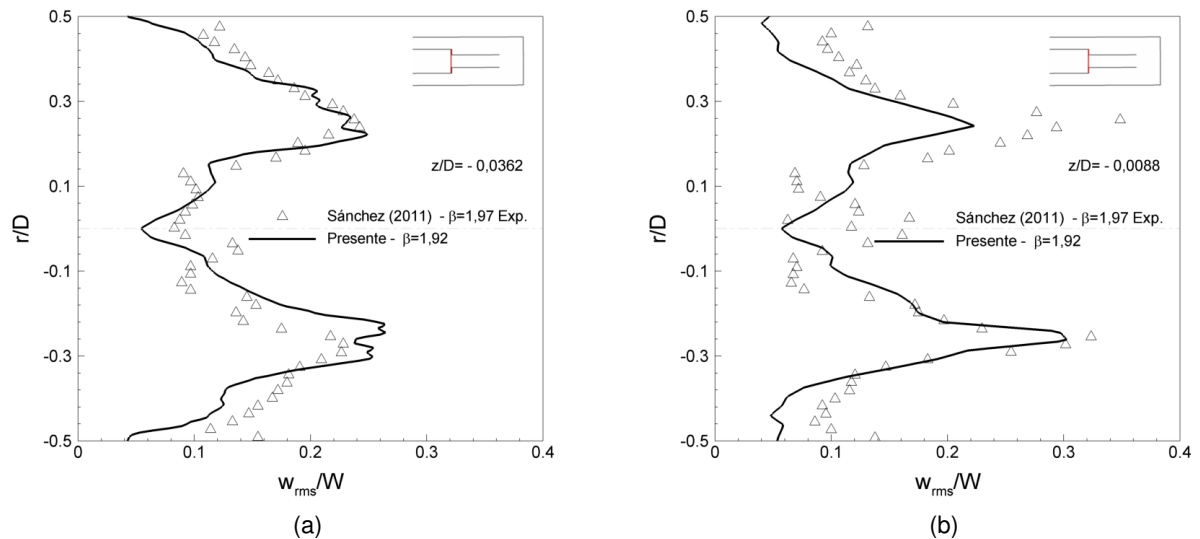 (a)
0.5
0.3
0.1
-0.1
-0.3
-0.5
r/D
0
0.1
0.2
0.3
0.4
w_rms/W
z/D= - 0,0362
Sánchez (2011) - β=1,97 Exp.
Presente - β=1,92
(a)
(b)
0.5
0.3
0.1
-0.1
-0.3
-0.5
r/D
0
0.1
0.2
0.3
0.4
w_rms/W
z/D= - 0,0088
Sánchez (2011) - β=1,97 Exp.
Presente - β=1,92
(b)